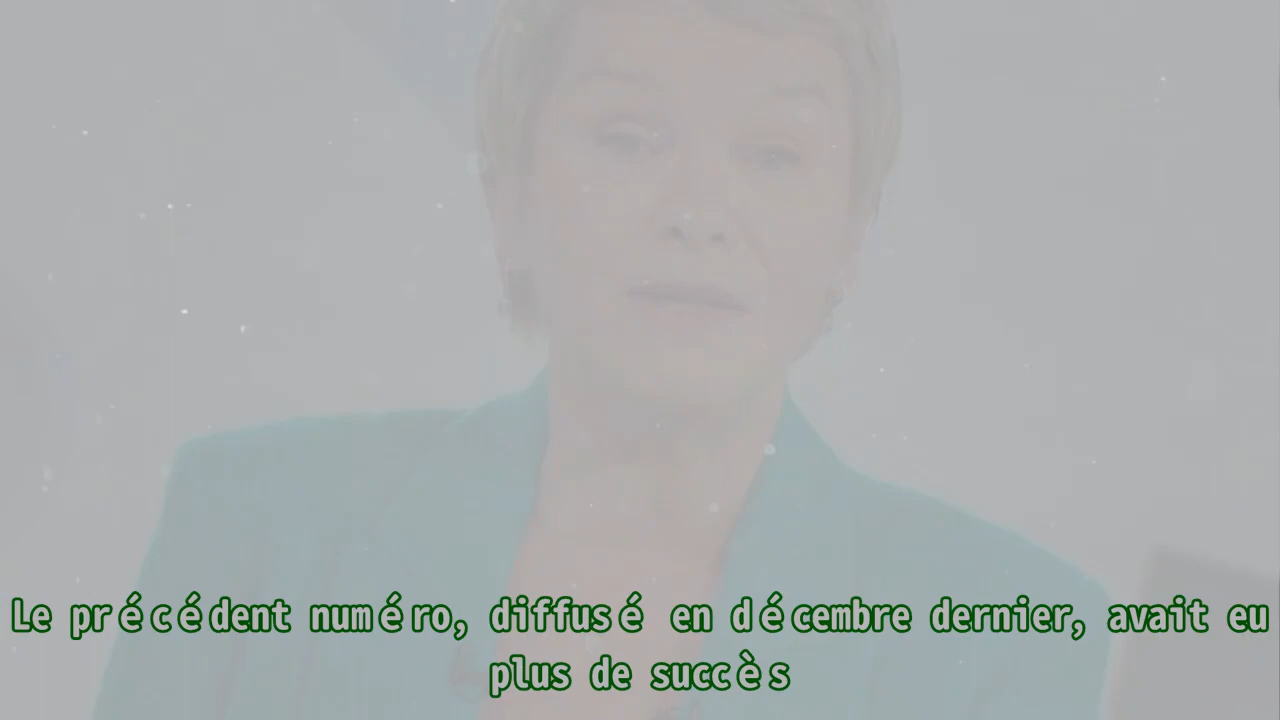 Le précédent numéro, diffusé en décembre dernier, avait eu
plus de succès